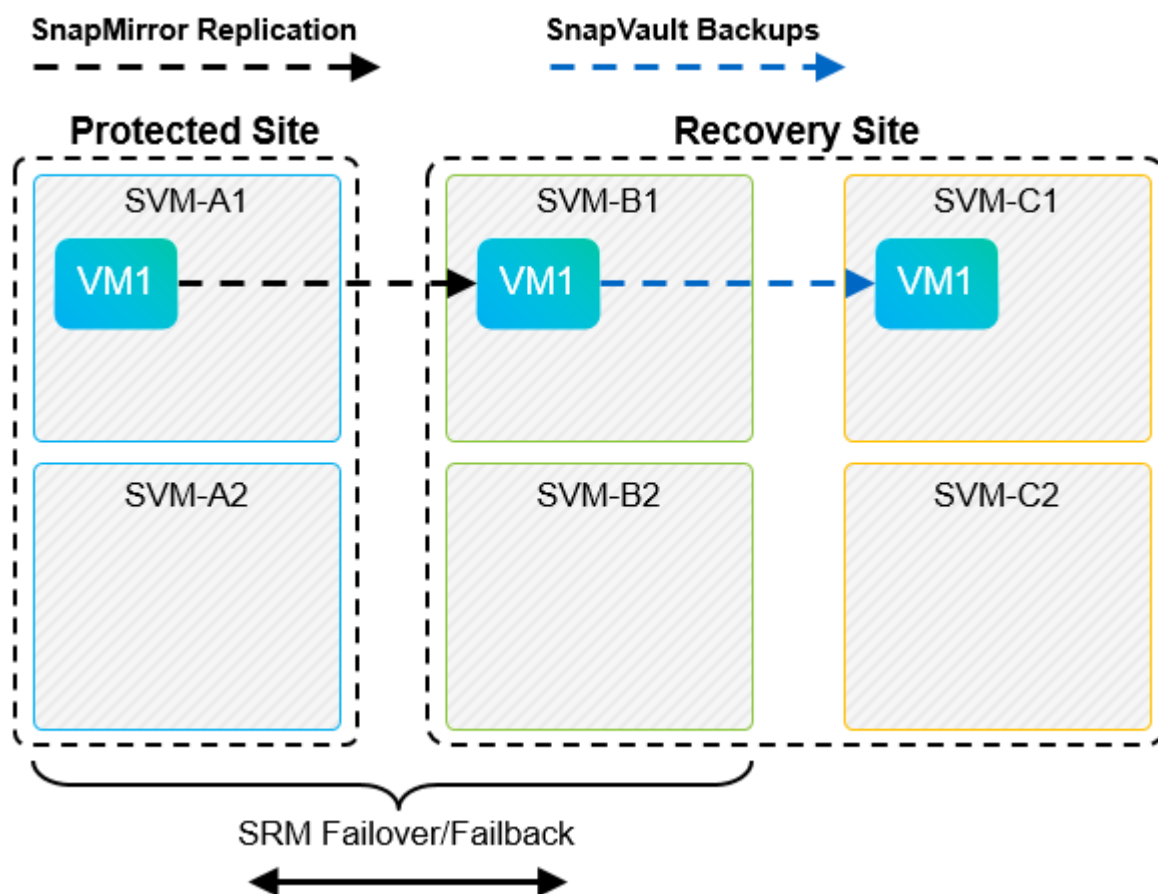 SnapMirror Replication
SnapVault Backups
Protected Site
Recovery Site
SVM-A1
SVM-B1
SVM-C1
VM1
VM1
VM1
SVM-A2
SVM-B2
SVM-C2
SRM Failover/Failback